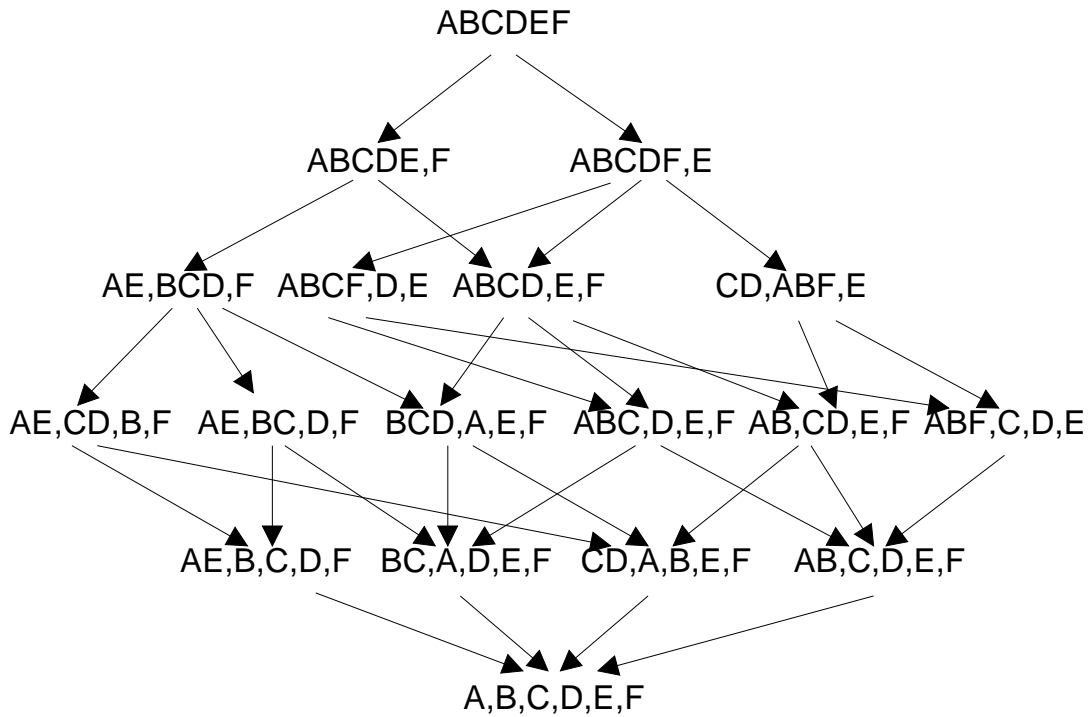 ABCDEF
ABCDE,F ABCDF,E
AE,BCD,F ABCF,D,E ABCD,E,F CD,ABF,E
AE,CD,B,F AE,BC,D,F BCD,A,E,F ABC,D,E,F AB,CD,E,F ABF,C,D,E
AE,B,C,D,F BC,A,D,E,F CD,A,B,E,F AB,C,D,E,F
A,B,C,D,E,F